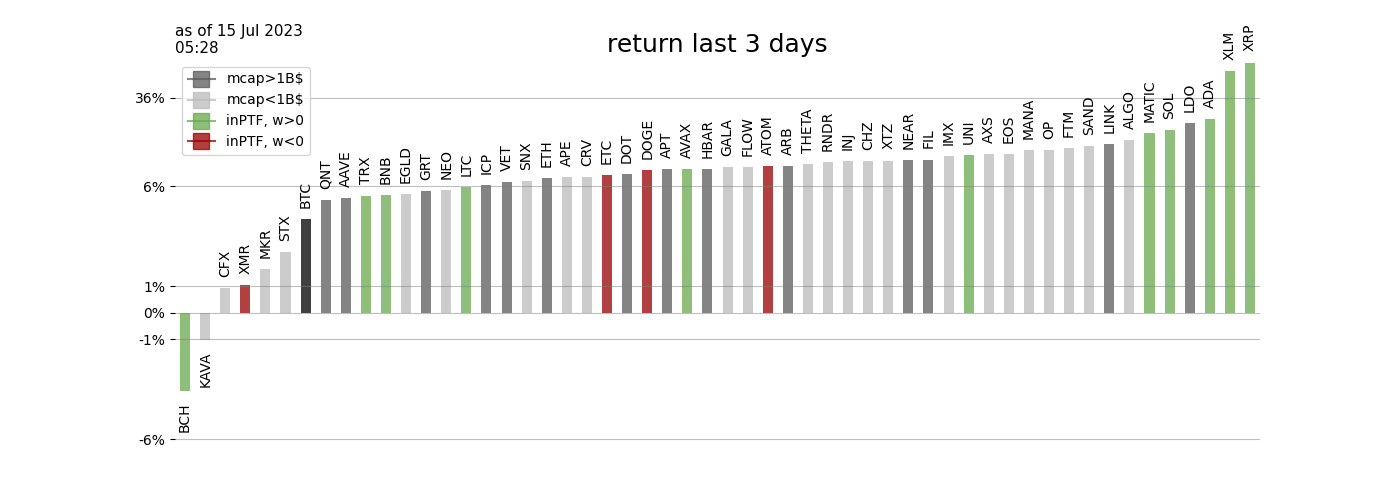 as of 15 Jul 2023
05:28
return last 3 days
mcap>1B$
mcap<1B$
inPTF, w>0
inPTF, w<0
36%
6%
1%
0%
-1%
-6%
BCH
KAVA
CFX
XMR
MKR
STX
BTC
QNT
AAVE
TRX
BNB
EGLD
GRT
NEO
LTC
ICP
VET
SNX
ETH
APE
CRV
ETC
DOT
DOGE
APT
AVAX
HBAR
GALA
FLOW
ATOM
ARB
THETA
RNDR
INJ
CHZ
XTZ
NEAR
FIL
IMX
UNI
AXS
EOS
MANA
OP
FTM
SAND
LINK
ALGO
MATIC
SOL
LDO
ADA
XLM
XRP